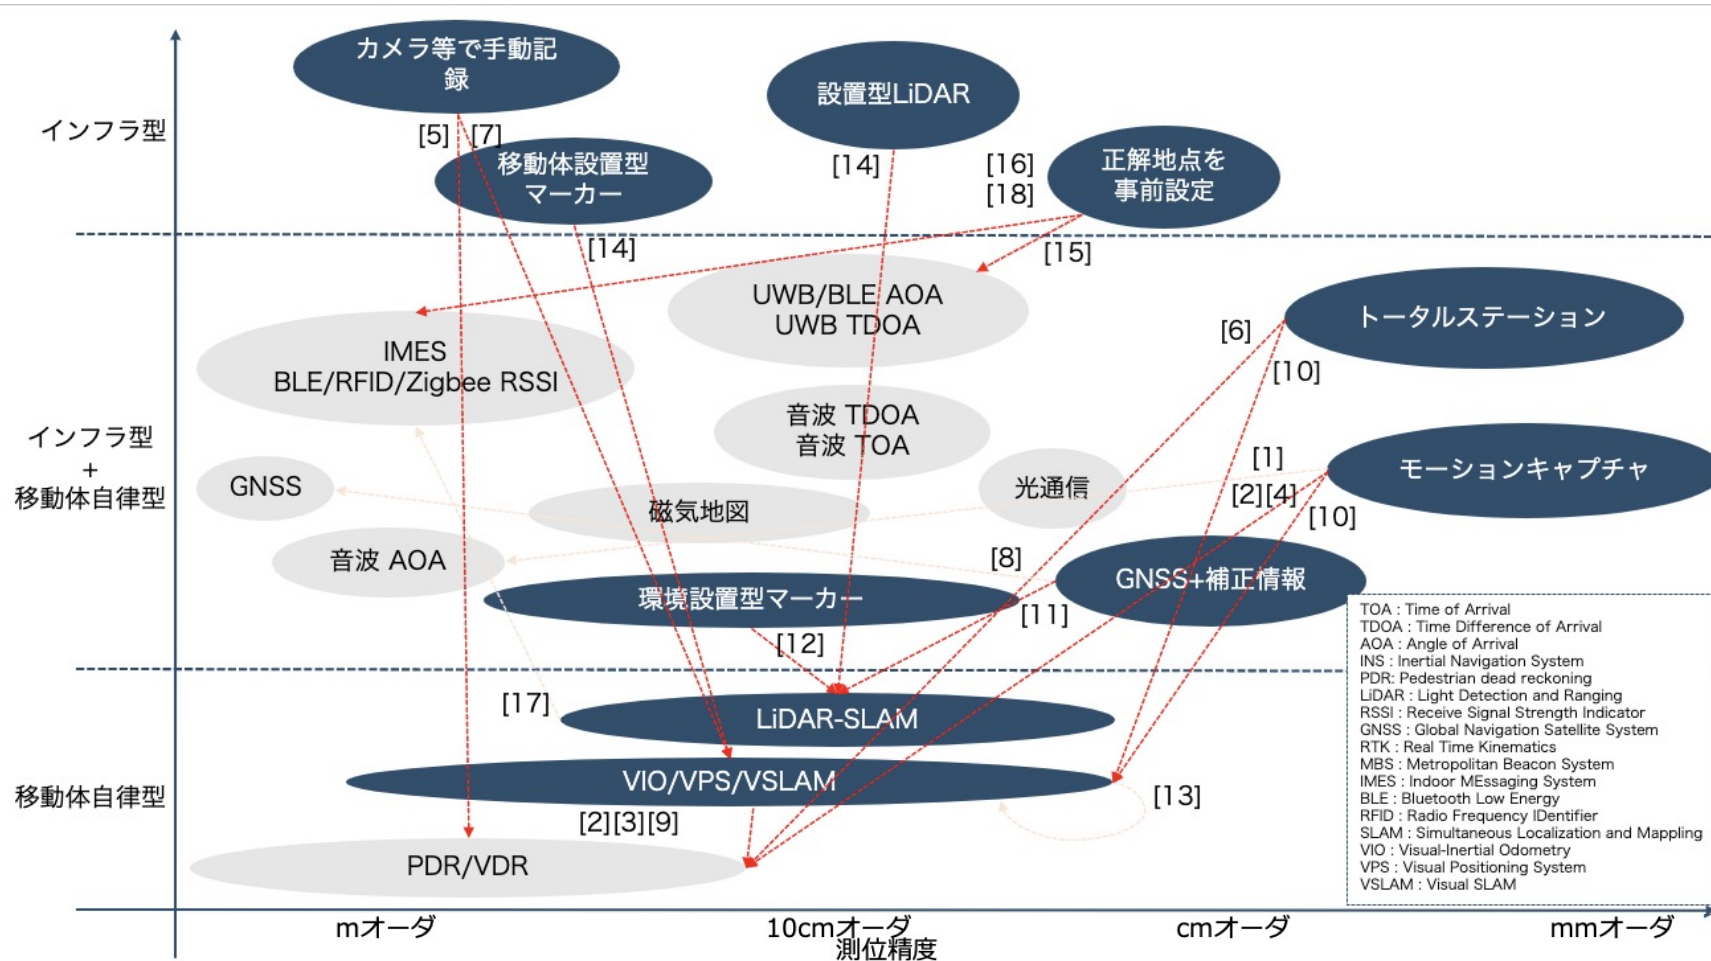 カメラ等で手動記
録
設置型LiDAR
インフラ型
[5]
[7]
移動体設置型
マーカー
[14]
[16]
[18]
正解地点を
事前設定
[14]
[15]
UWB/BLE AOA
UWB TDOA
トータルステーション
[6]
IMES
BLE/RFID/Zigbee RSSI
[10]
音波 TDOA
音波 TOA
インフラ型
+
移動体自律型
[1]
モーションキャプチャ
GNSS
光通信
[2][4]
磁気地図
[10]
音波 AOA
[8]
GNSS+補正情報
環境設置型マーカー
[11]
[12]
[17]
LiDAR-SLAM
VIO/VPS/VSLAM
移動体自律型
[13]
[2][3][9]
PDR/VDR
TOA : Time of Arrival
TDOA : Time Difference of Arrival
AOA : Angle of Arrival
INS : Inertial Navigation System
PDR: Pedestrian dead reckoning
LiDAR : Light Detection and Ranging
RSSI : Receive Signal Strength Indicator
GNSS : Global Navigation Satellite System
RTK : Real Time Kinematics
MBS : Metropolitan Beacon System
IMES : Indoor MEssaging System
BLE : Bluetooth Low Energy
RFID : Radio Frequency IDentifier
SLAM : Simultaneous Localization and Mappling
VIO : Visual-Inertial Odometry
VPS : Visual Positioning System
VSLAM : Visual SLAM
mオーダ
10cmオーダ
cmオーダ
mmオーダ
測位精度